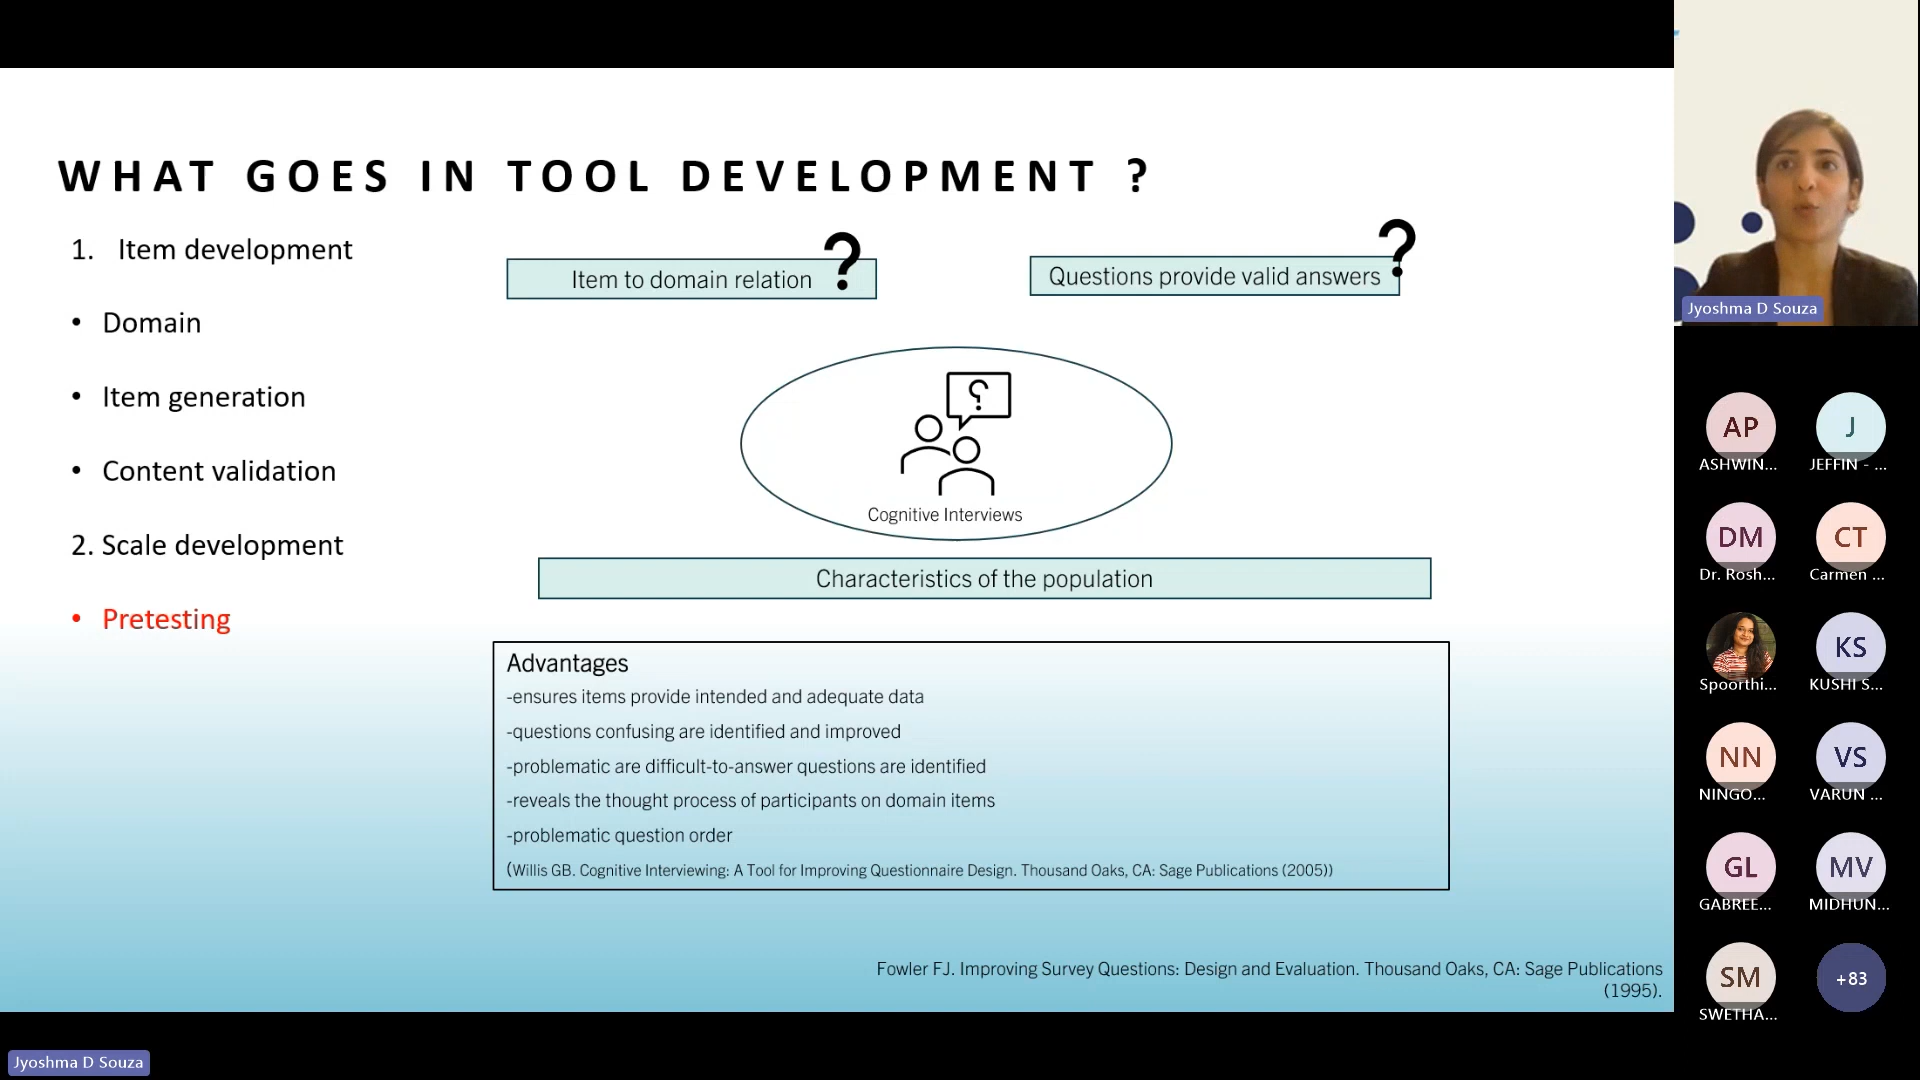 WHAT GOES IN TOOL DEVELOPMENT ?
1. Item development
• Domain
• Item generation
• Content validation
2. Scale development
• Pretesting
Item to domain relation ?
Questions provide valid answers ?
?
Cognitive Interviews
Characteristics of the population
Advantages
-ensures items provide intended and adequate data
-questions confusing are identified and improved
-problematic are difficult-to-answer questions are identified
-reveals the thought process of participants on domain items
-problematic question order
(Willis GB. Cognitive Interviewing: A Tool for Improving Questionnaire Design. Thousand Oaks, CA: Sage Publications (2005))
Fowler FJ. Improving Survey Questions: Design and Evaluation. Thousand Oaks, CA: Sage Publications
(1995).
Jyoshma D Souza
AP
ASHWIN...
J
JEFFIN - ...
DM
Dr. Rosh...
CT
Carmen ...
Spoorthi...
KS
KUSHI S...
NN
NINGO...
VS
VARUN ...
GL
GABREE...
MV
MIDHUN...
SM
SWETHA...
+83
Jyoshma D Souza